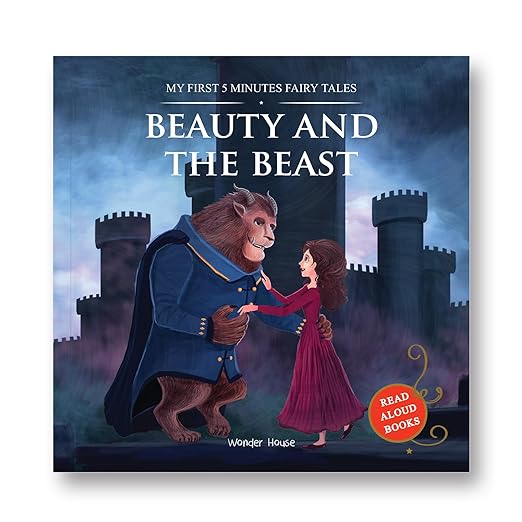 MY FIRST 5 MINUTES FAIRY TALES
BEAUTY AND
THE BEAST
READ
ALOUD
BOOKS
Wonder House